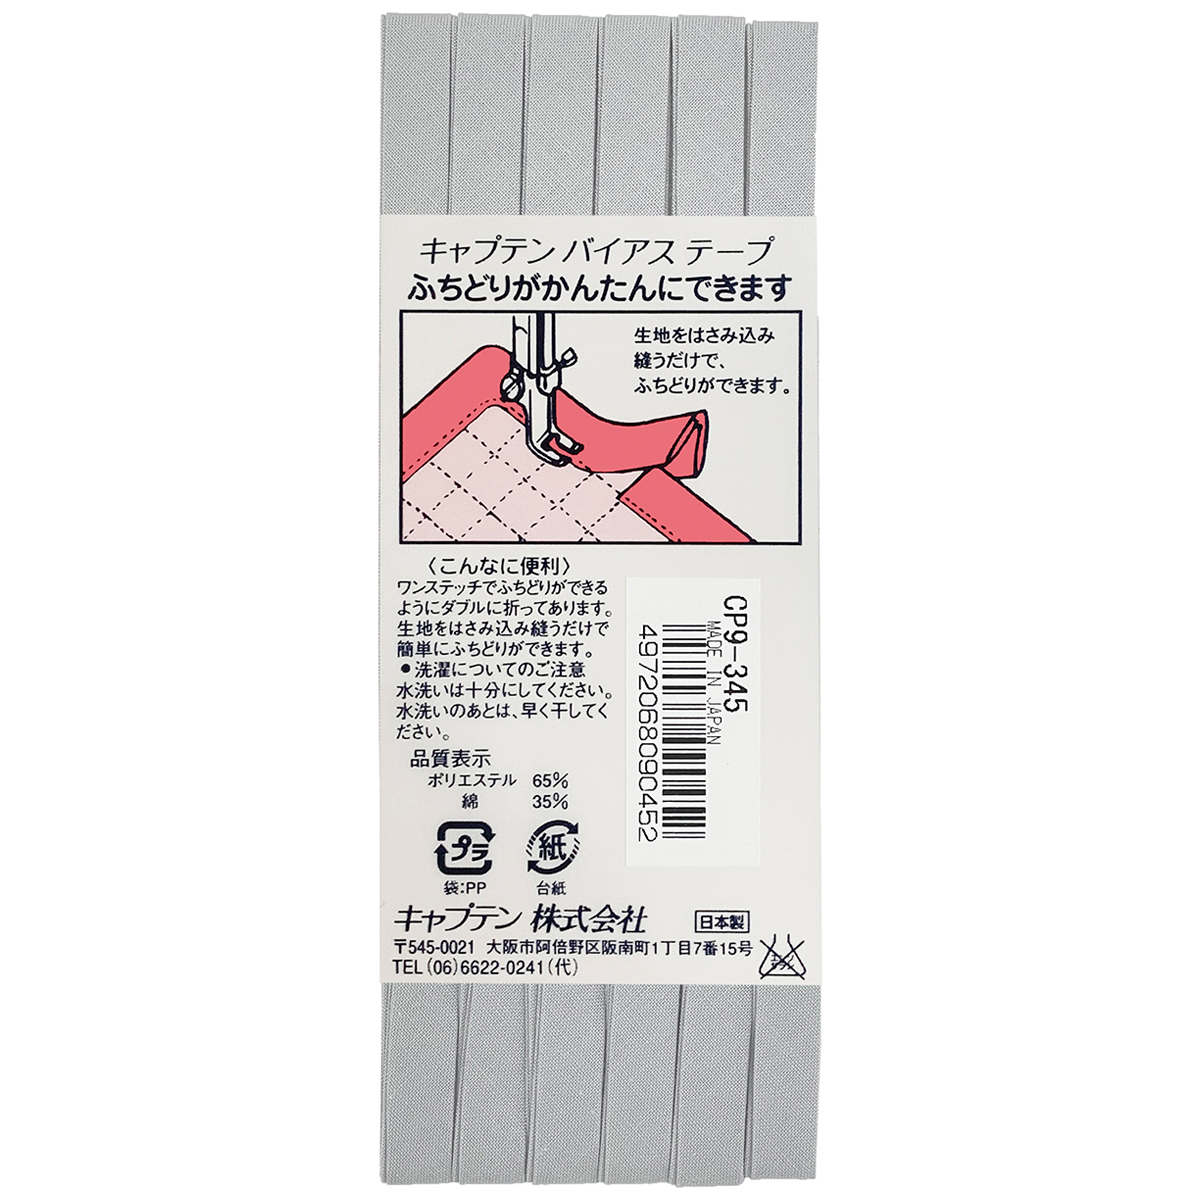 キャプテン バイアス テープ
ふちどりがかんたんにできます
生地をはさみ込み
縫うだけで、
ふちどりができます。
〈こんなに便利〉
ワンステッチでふちどりができる
ようにダブルに折ってあります。
生地をはさみ込み縫うだけで
簡単にふちどりができます。
●洗濯についてのご注意
水洗いは十分にしてください。
水洗いのあとは、早く干してく
ださい。
品質表示
ポリエステル 65%
綿 35%
プラ
袋:PP
紙
台紙
CP9-345
MADE IN JAPAN
4972068090452
キャプテン 株式会社
日本製
〒545-0021 大阪市阿倍野区阪南町1丁目7番15号
TEL(06)6622-0241(代)